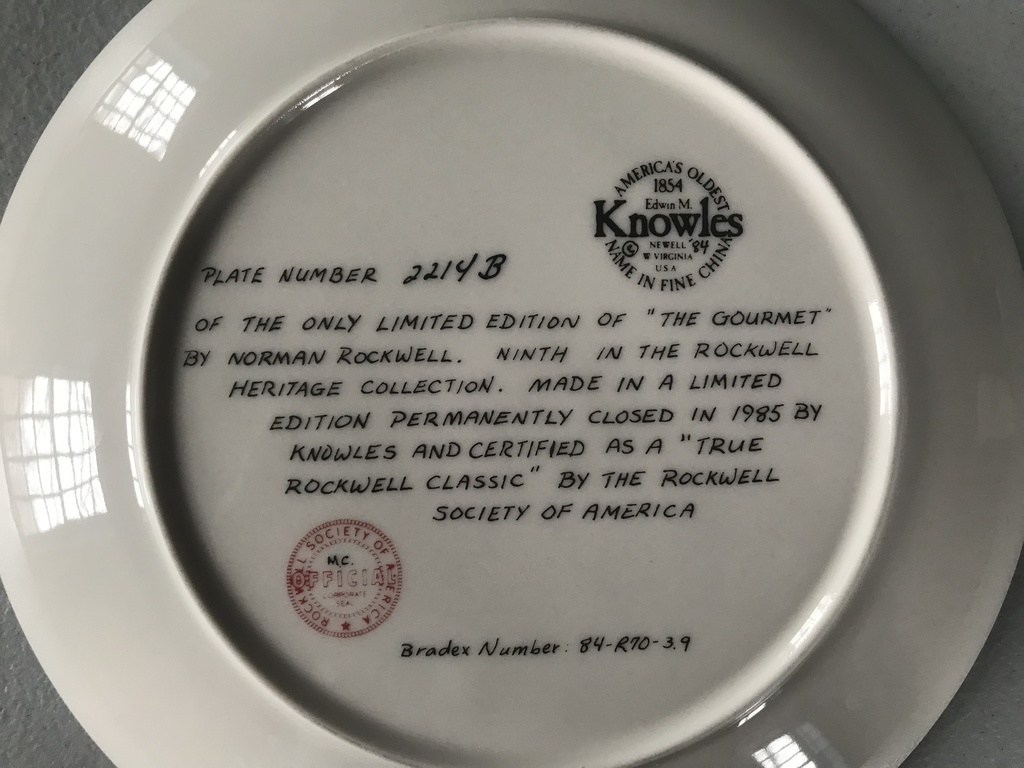 AMERICA'S OLDEST
1854
Edwin M.
Knowles
© NEWELL '84
W VIRGINIA
USA
NAME IN FINE CHINA
PLATE NUMBER 2214B
OF THE ONLY LIMITED EDITION OF "THE GOURMET"
BY NORMAN ROCKWELL. NINTH IN THE ROCKWELL
HERITAGE COLLECTION. MADE IN A LIMITED
EDITION PERMANENTLY CLOSED IN 1985 BY
KNOWLES AND CERTIFIED AS A "TRUE
ROCKWELL CLASSIC" BY THE ROCKWELL
SOCIETY OF AMERICA
ROCKWELL SOCIETY OF AMERICA ★
M.C.
OFFICIAL
CORPORATE
SEAL
Bradex Number: 84-R70-3.9